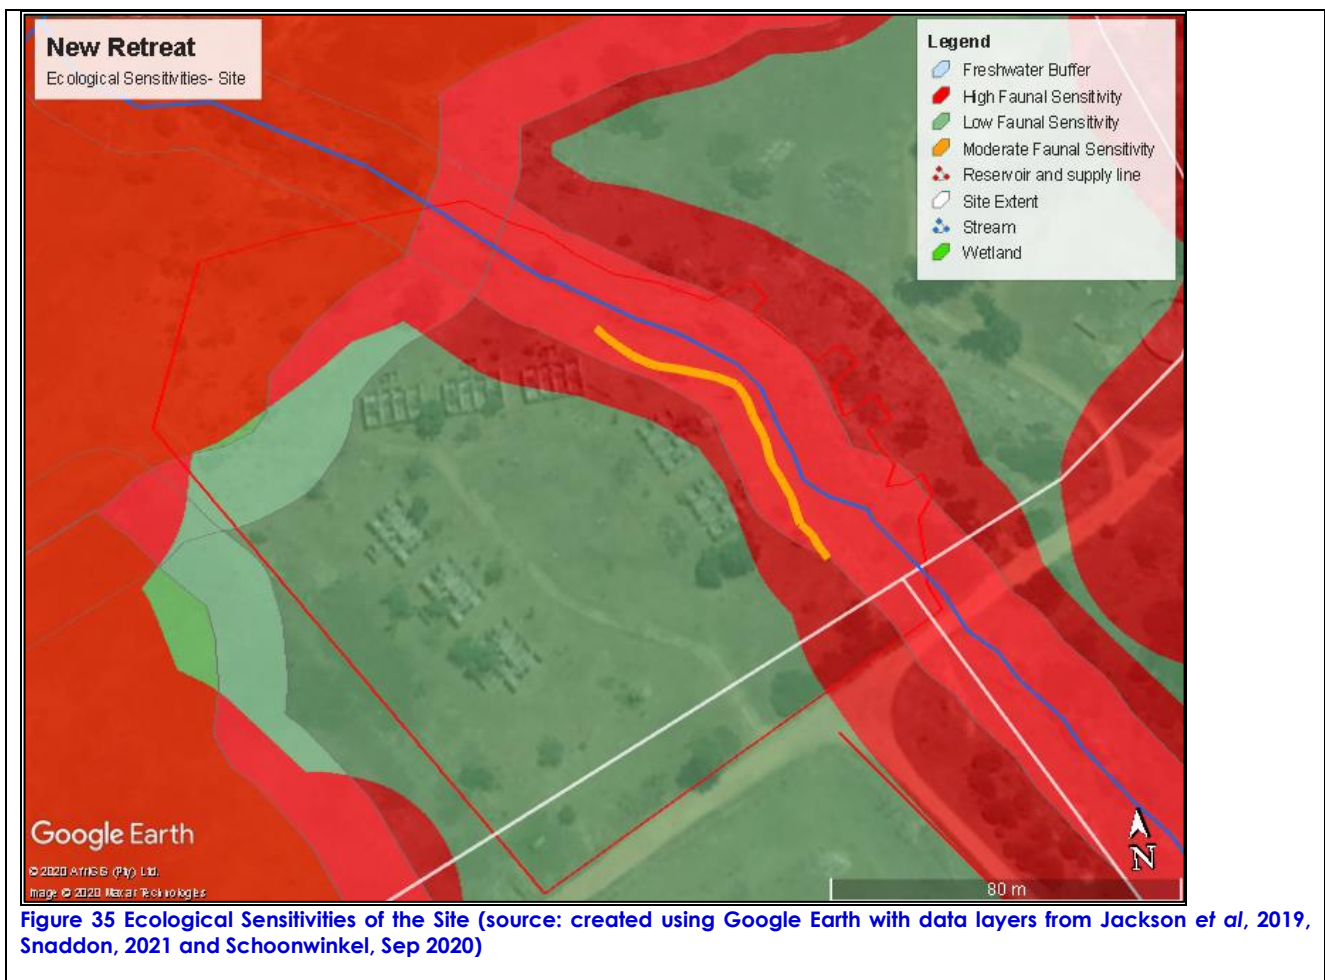 New Retreat
Ecological Sensitivities- Site
Legend
Freshwater Buffer
High Faunal Sensitivity
Low Faunal Sensitivity
Moderate Faunal Sensitivity
Reservoir and supply line
Site Extent
Stream
Wetland
Google Earth
© 2020 AfriGIS (Pty) Ltd.
Image © 2020 Maxar Technologies
N
80 m
Figure 35 Ecological Sensitivities of the Site (source: created using Google Earth with data layers from Jackson et al, 2019,
Snaddon, 2021 and Schoonwinkel, Sep 2020)